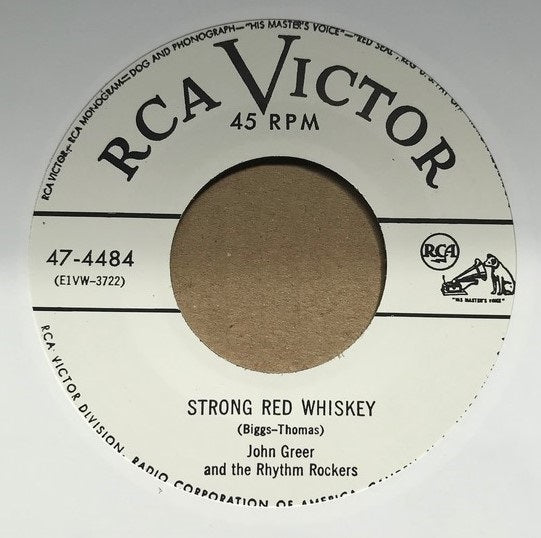 RCA VICTOR—RCA MONOGRAM—DOG AND PHONOGRAPH—"HIS MASTER'S VOICE"—"RED SEAL"
RCA VICTOR
45 RPM
47-4484
(E1VW-3722)
RCA
"HIS MASTER'S VOICE"
STRONG RED WHISKEY
(Biggs-Thomas)
John Greer
and the Rhythm Rockers
RCA VICTOR DIVISION, RADIO CORPORATION OF AMERICA